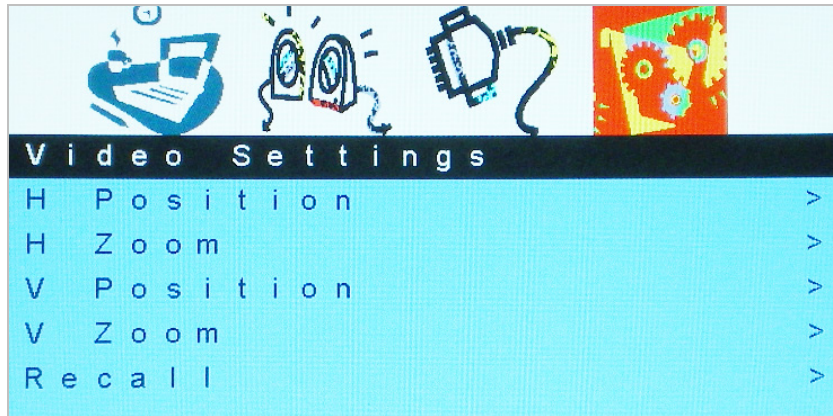 Video Settings
H Position >
H Zoom >
V Position >
V Zoom >
Recall >